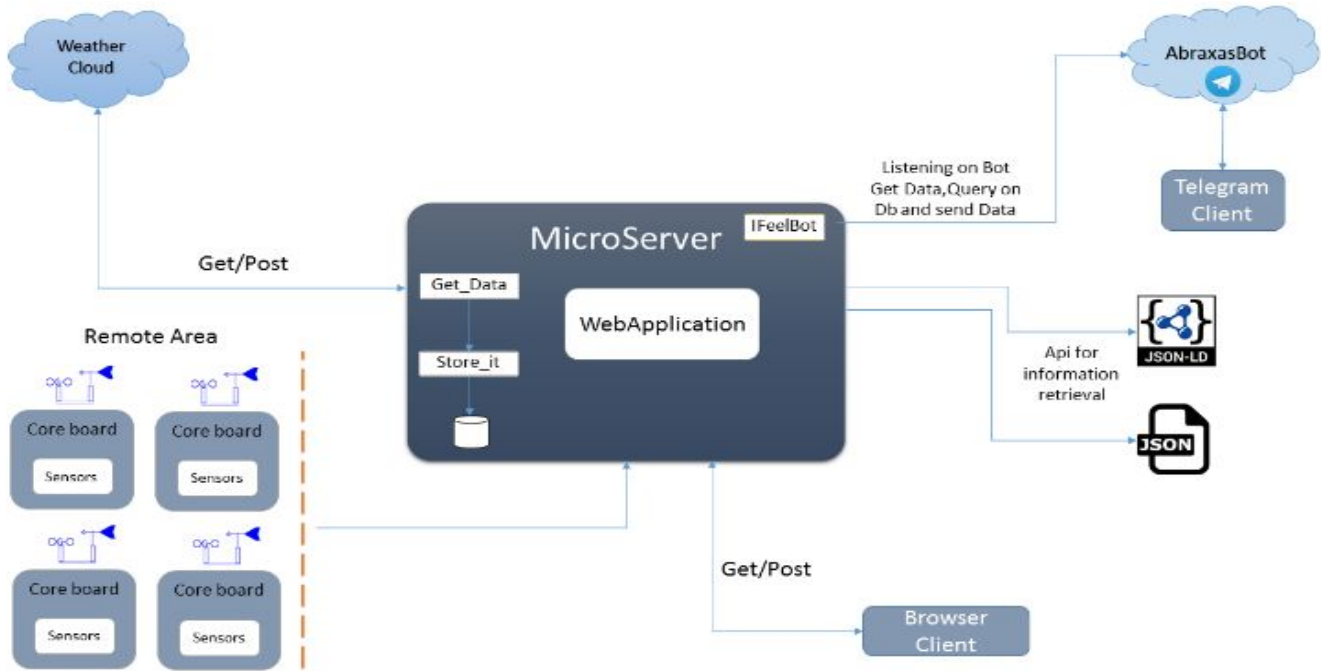 Weather
Cloud
AbraxasBot
Listening on Bot
Get Data,Query on
Db and send Data
Telegram
Client
IFeelBot
MicroServer
Get/Post
Get_Data
WebApplication
Store_it
Remote Area
Api for
information
retrieval
JSON-LD
JSON
Core board
Sensors
Core board
Sensors
Core board
Sensors
Core board
Sensors
Get/Post
Browser
Client